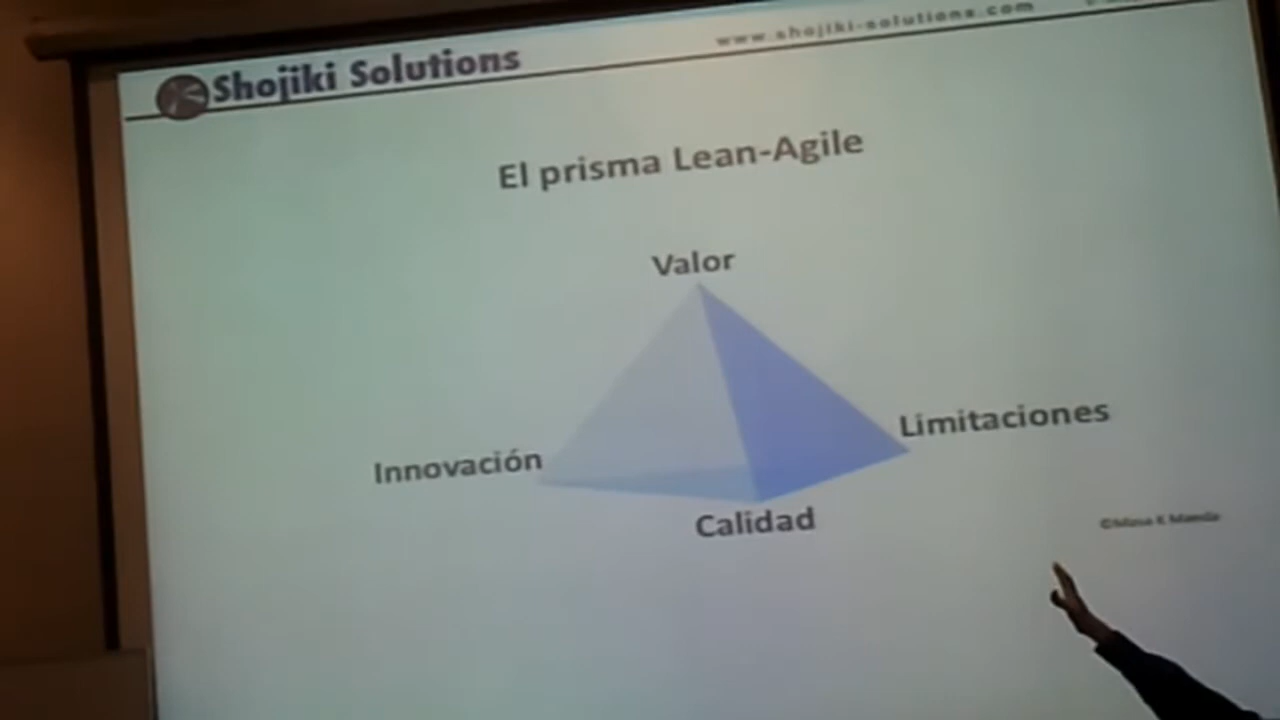 Shojiki Solutions
www.shojiki-solutions.com
El prisma Lean-Agile
Valor
Limitaciones
Innovación
Calidad